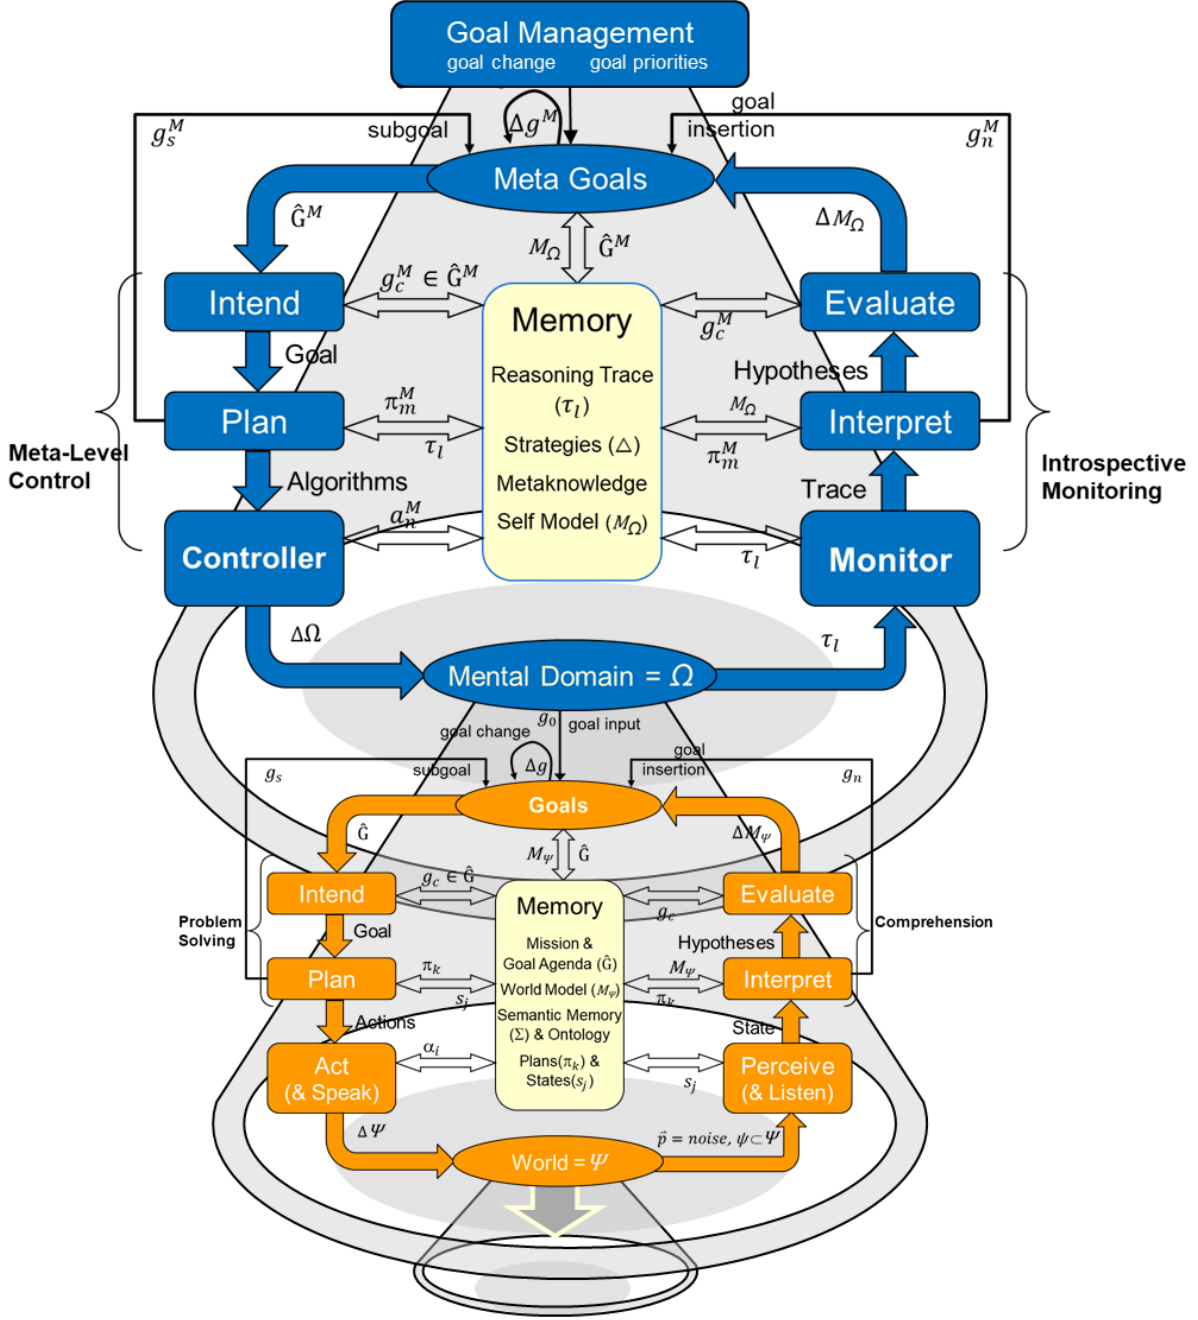 Goal Management
goal change goal priorities
g_s^M
subgoal
Δg^M
goal
insertion
g_n^M
Meta Goals
Ĝ^M
M_Ω Ĝ^M
ΔM_Ω
Intend
g_c^M ∈ Ĝ^M
Memory
g_c^M
Evaluate
Goal
Reasoning Trace
(τ_l)
Hypotheses
Plan
π_m^M
τ_l
Strategies (△)
M_Ω
π_m^M
Interpret
Meta-Level
Control
Introspective
Monitoring
Algorithms
Metaknowledge
Trace
a_n^M
Self Model (M_Ω)
Controller
τ_l
Monitor
ΔΩ
Mental Domain = Ω
τ_l
goal change
g_0
goal input
g_s
subgoal
Δg
goal
insertion
g_n
Goals
Ĝ
M_Ψ Ĝ
ΔM_Ψ
Intend
g_c ∈ Ĝ
Memory
g_c
Evaluate
Problem
Solving
Comprehension
Goal
Mission &
Goal Agenda (Ĝ)
Hypotheses
Plan
π_k
s_j
World Model (M_Ψ)
M_Ψ
π_k
Interpret
Actions
Semantic Memory
(Σ) & Ontology
State
Act
(& Speak)
α_i
Plans(π_k) &
States(s_j)
s_j
Perceive
(& Listen)
ΔΨ
World = Ψ
p⃗ = noise, ψ⊂Ψ